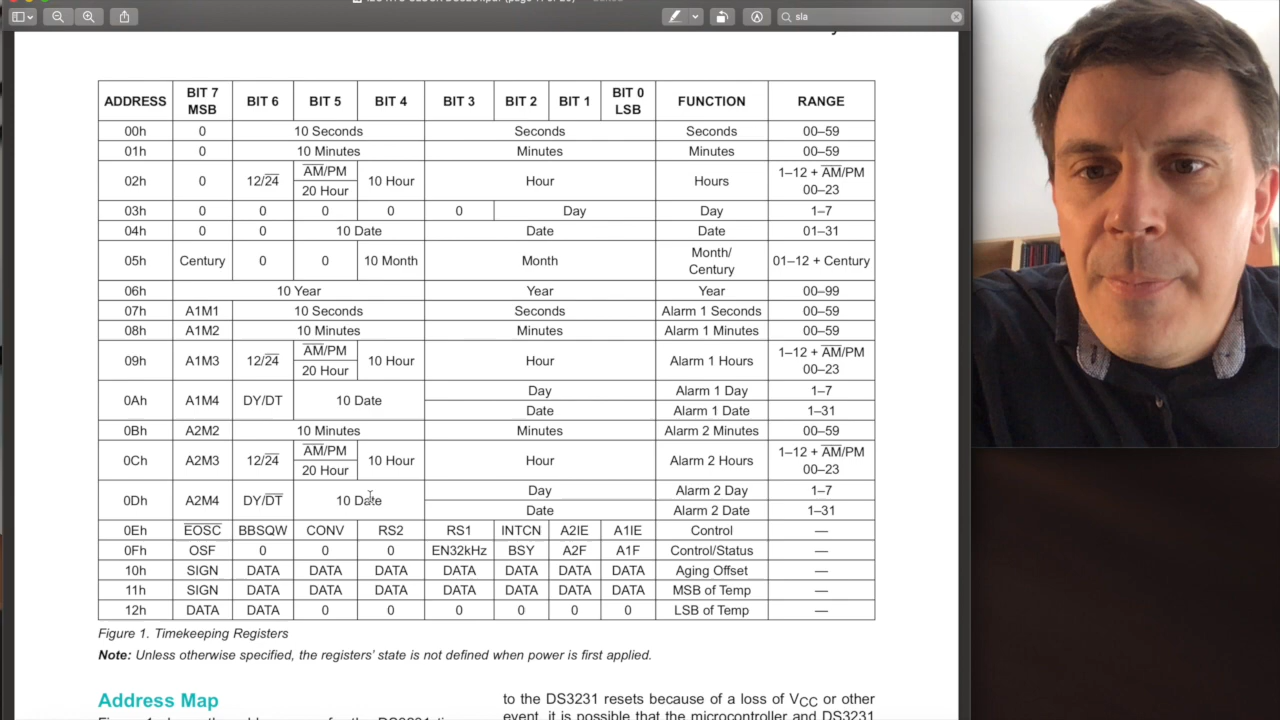 sla
ADDRESS BIT 7 MSB BIT 6 BIT 5 BIT 4 BIT 3 BIT 2 BIT 1 BIT 0 LSB FUNCTION RANGE
00h 0 10 Seconds Seconds Seconds 00–59
01h 0 10 Minutes Minutes Minutes 00–59
02h 0 12/24 AM/PM 20 Hour 10 Hour Hour Hours 1–12 + AM/PM 00–23
03h 0 0 0 0 0 Day Day 1–7
04h 0 0 10 Date Date Date 01–31
05h Century 0 0 10 Month Month Month/ Century 01–12 + Century
06h 10 Year Year Year 00–99
07h A1M1 10 Seconds Seconds Alarm 1 Seconds 00–59
08h A1M2 10 Minutes Minutes Alarm 1 Minutes 00–59
09h A1M3 12/24 AM/PM 20 Hour 10 Hour Hour Alarm 1 Hours 1–12 + AM/PM 00–23
0Ah A1M4 DY/DT 10 Date Day Alarm 1 Day 1–7
Date Alarm 1 Date 1–31
0Bh A2M2 10 Minutes Minutes Alarm 2 Minutes 00–59
0Ch A2M3 12/24 AM/PM 20 Hour 10 Hour Hour Alarm 2 Hours 1–12 + AM/PM 00–23
0Dh A2M4 DY/DT 10 Date Day Alarm 2 Day 1–7
Date Alarm 2 Date 1–31
0Eh EOSC BBSQW CONV RS2 RS1 INTCN A2IE A1IE Control —
0Fh OSF 0 0 0 EN32kHz BSY A2F A1F Control/Status —
10h SIGN DATA DATA DATA DATA DATA DATA DATA Aging Offset —
11h SIGN DATA DATA DATA DATA DATA DATA DATA MSB of Temp —
12h DATA DATA 0 0 0 0 0 0 LSB of Temp —
Figure 1. Timekeeping Registers
Note: Unless otherwise specified, the registers' state is not defined when power is first applied.
Address Map
to the DS3231 resets because of a loss of VCC or other
event, it is possible that the microcontroller and DS3231